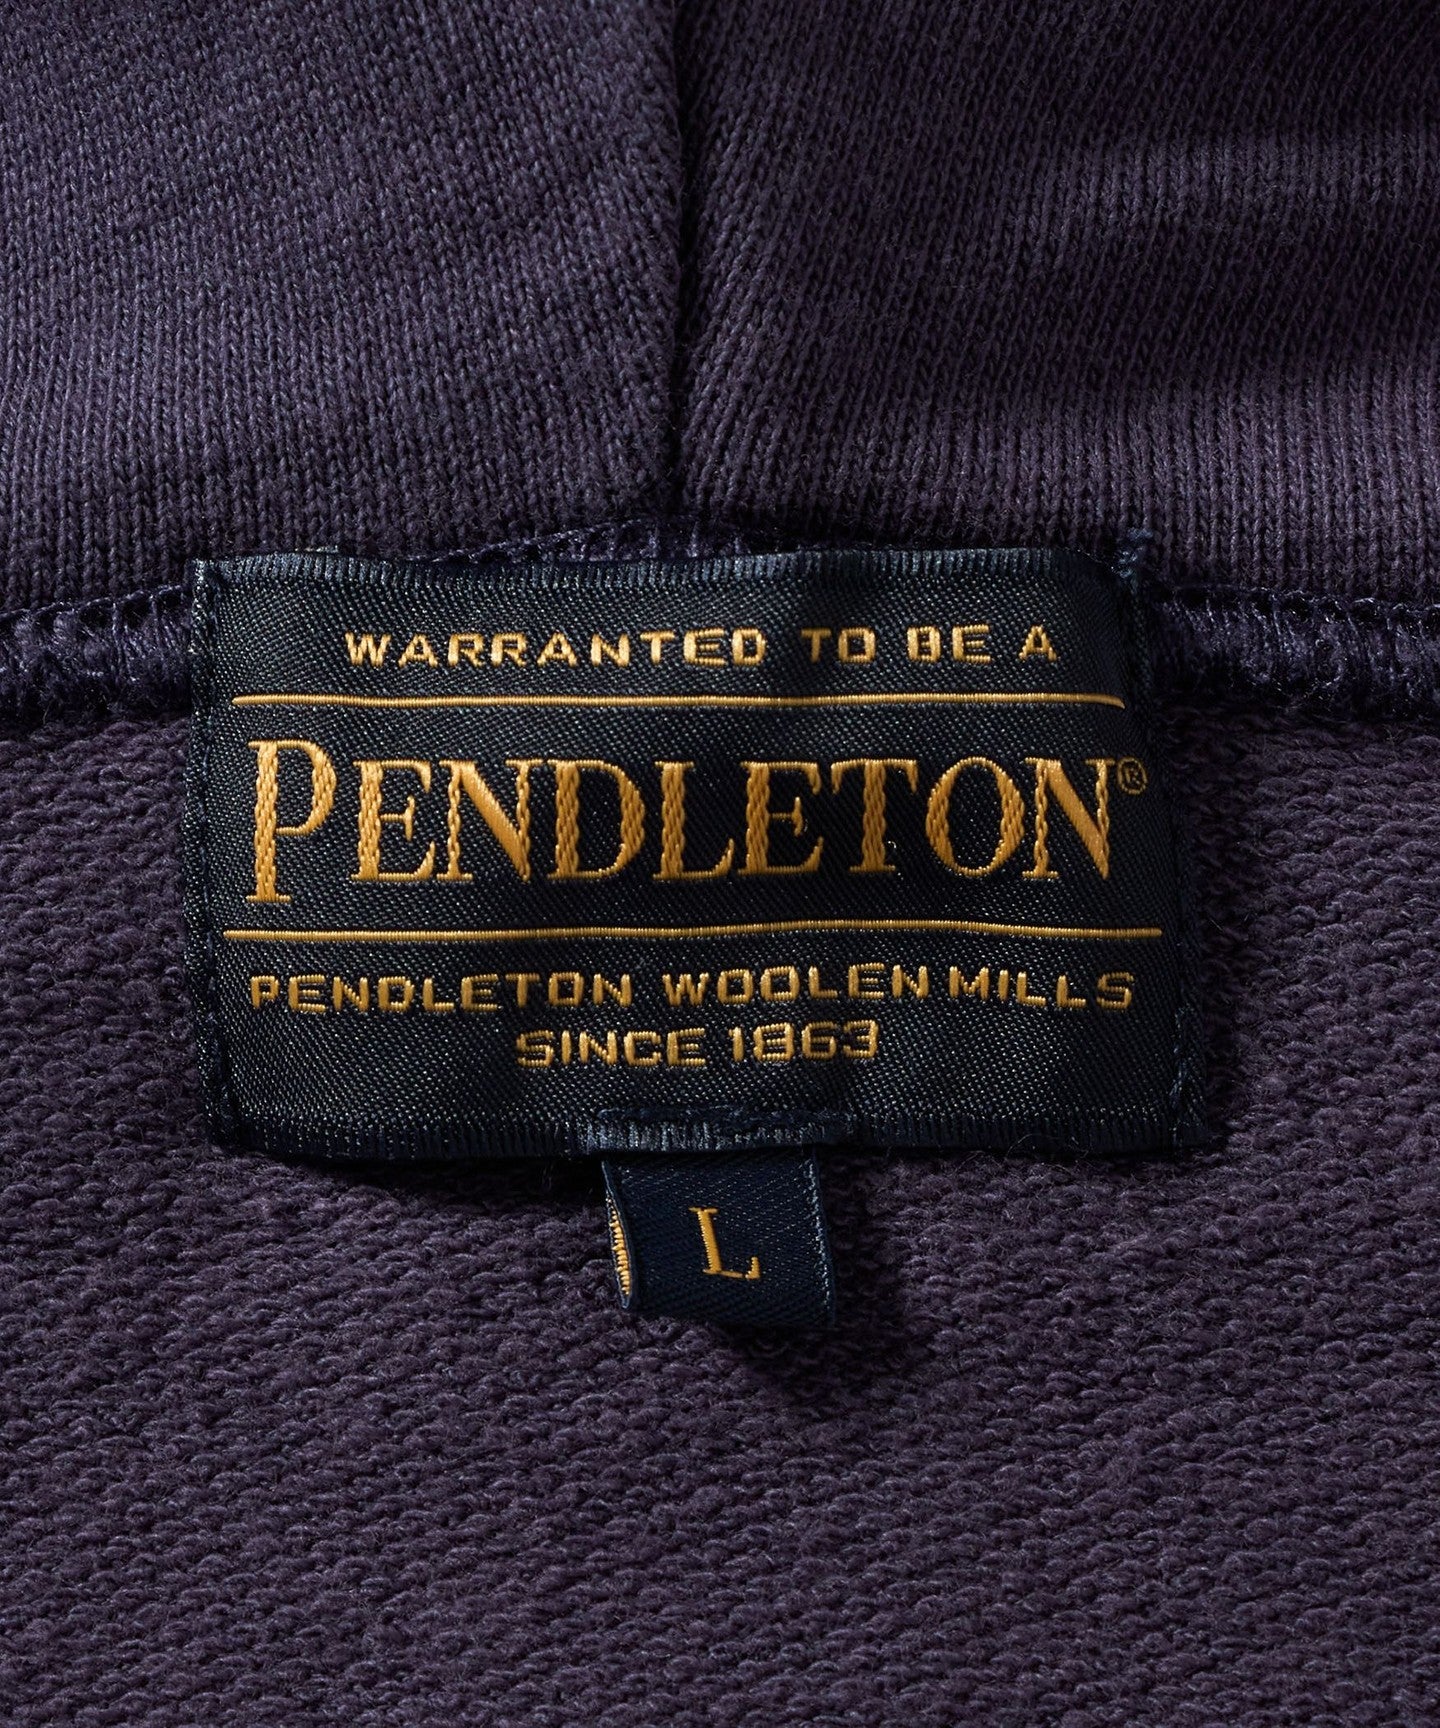 WARRANTED TO BE A
PENDLETON®
PENDLETON WOOLEN MILLS
SINCE 1863
L